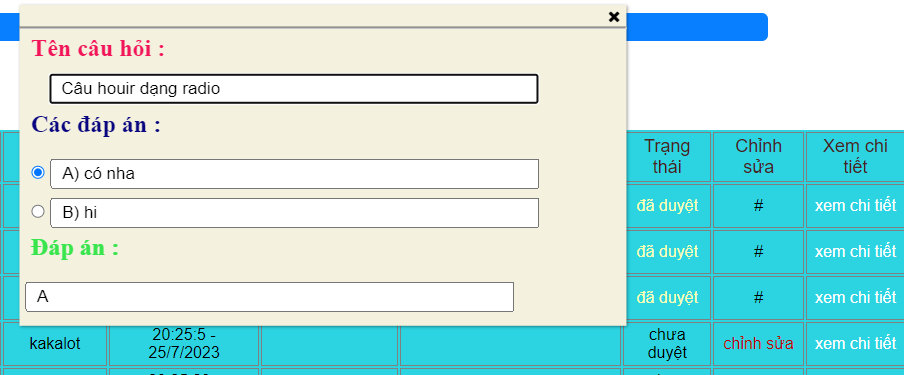 ✖
Tên câu hỏi :
Câu houir dạng radio
Các đáp án :
A) có nha
B) hi
Đáp án :
A
Trạng thái
Chỉnh sửa
Xem chi tiết
đã duyệt # xem chi tiết
đã duyệt # xem chi tiết
đã duyệt # xem chi tiết
kakalot 20:25:5 - 25/7/2023 chưa duyệt chỉnh sửa xem chi tiết